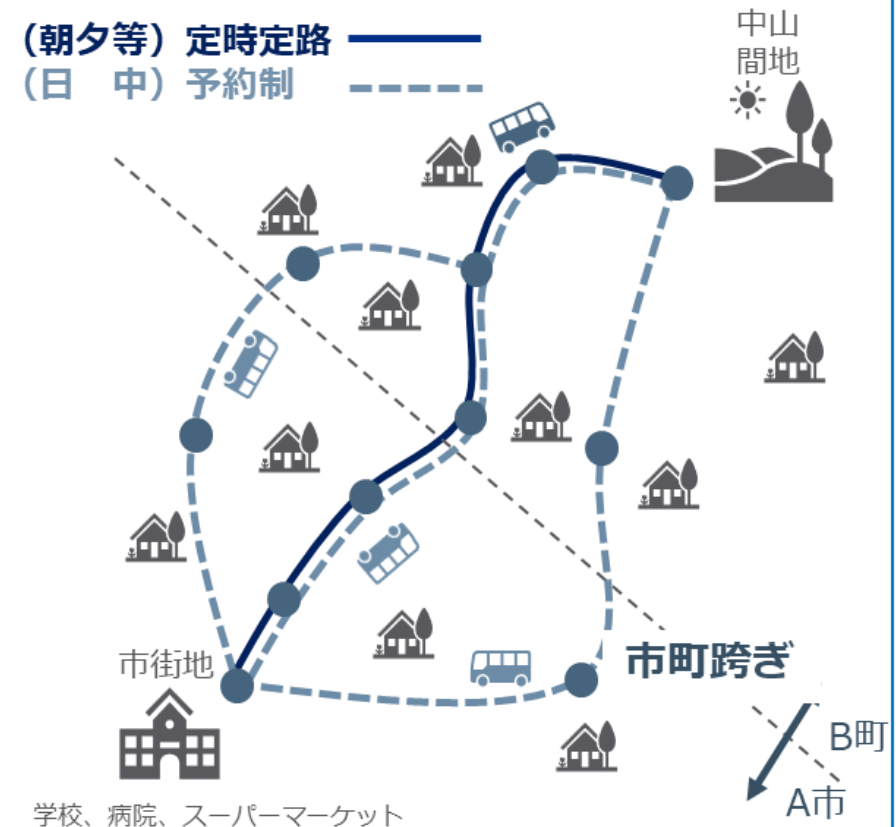 （朝夕等）定時定路
（日　中）予約制
中山
間地
市街地
学校、病院、スーパーマーケット
市町跨ぎ
B町
A市